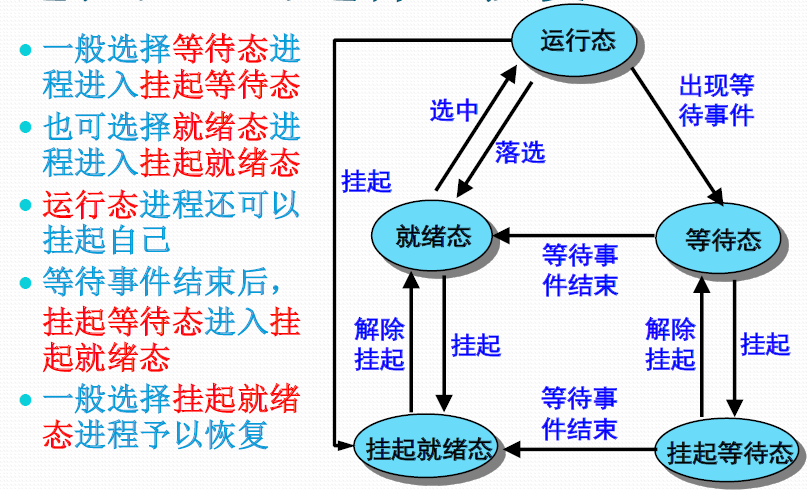 一般选择等待态进
程进入挂起等待态
也可选择就绪态进
程进入挂起就绪态
运行态进程还可以
挂起自己
等待事件结束后，
挂起等待态进入挂
起就绪态
一般选择挂起就绪
态进程予以恢复
运行态
选中
落选
出现等
待事件
挂起
就绪态
等待态
等待事
件结束
解除
挂起
挂起
解除
挂起
挂起
等待事
件结束
挂起就绪态
挂起等待态